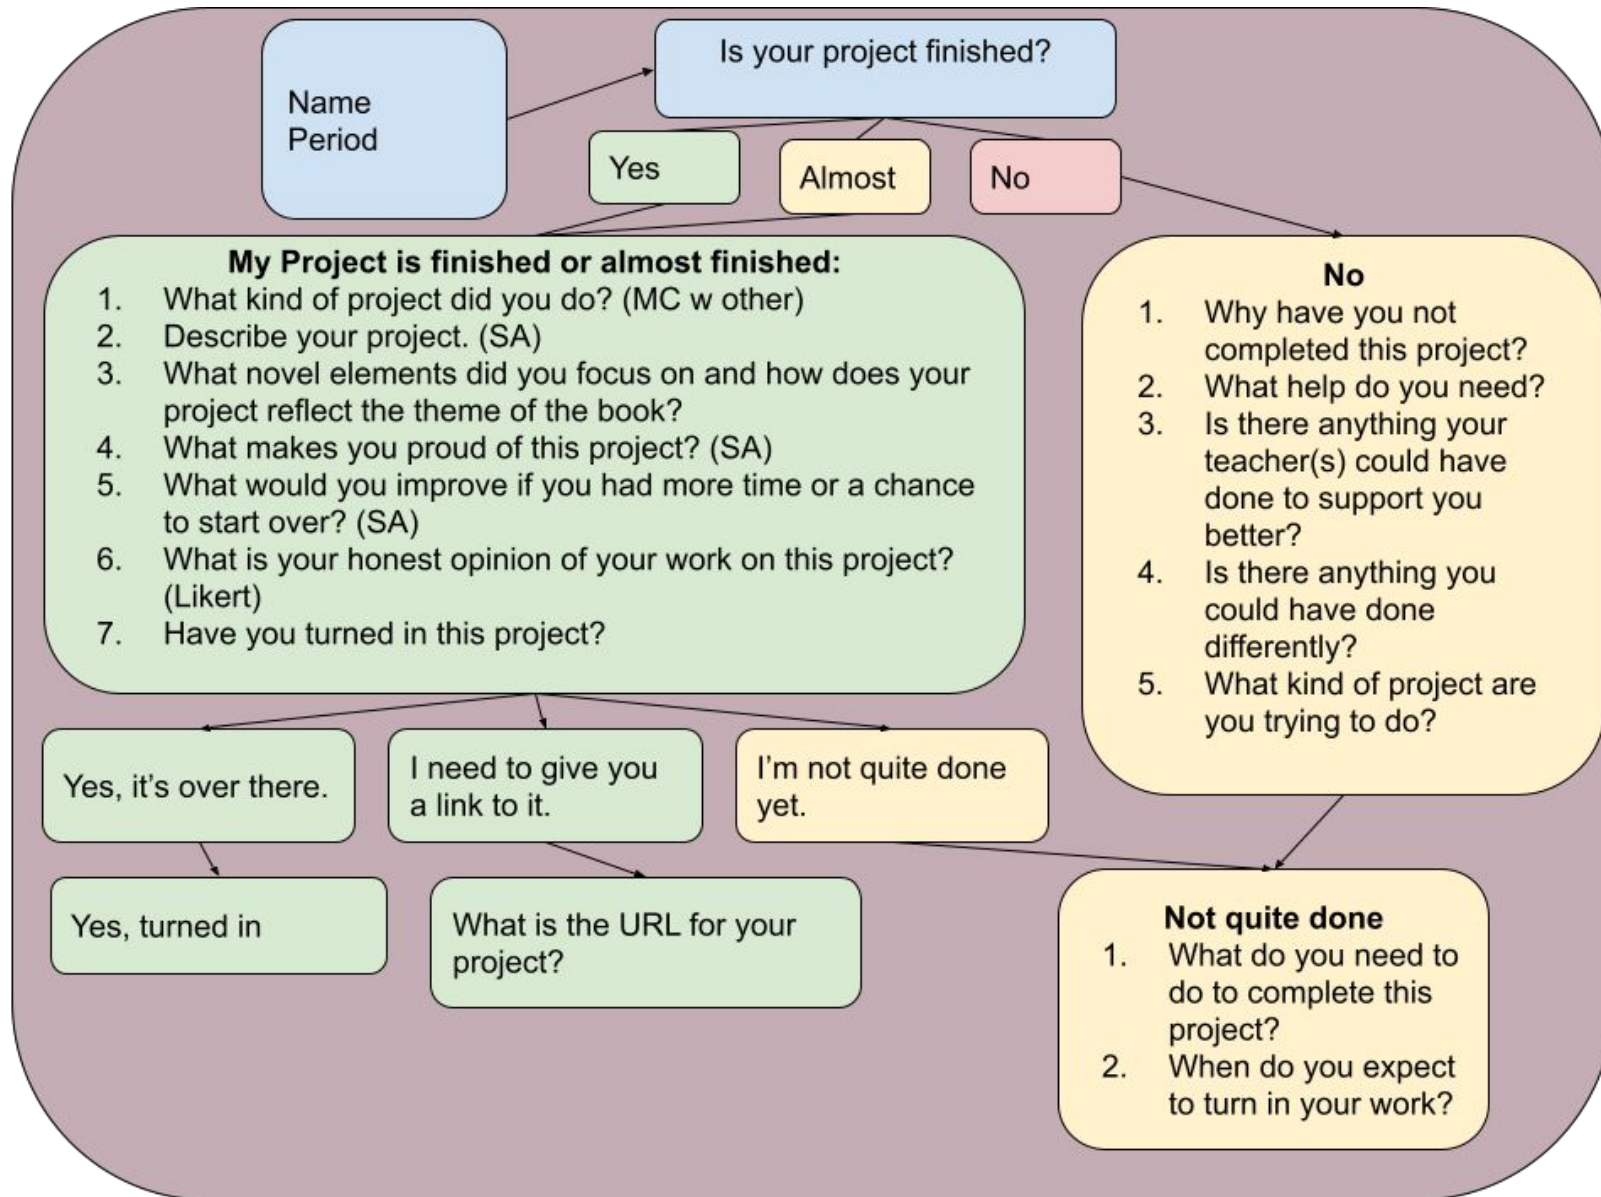 Name
Period
Is your project finished?
Yes
Almost
No
My Project is finished or almost finished:
1. What kind of project did you do? (MC w other)
2. Describe your project. (SA)
3. What novel elements did you focus on and how does your
project reflect the theme of the book?
4. What makes you proud of this project? (SA)
5. What would you improve if you had more time or a chance
to start over? (SA)
6. What is your honest opinion of your work on this project?
(Likert)
7. Have you turned in this project?
No
1. Why have you not
completed this project?
2. What help do you need?
3. Is there anything your
teacher(s) could have
done to support you
better?
4. Is there anything you
could have done
differently?
5. What kind of project are
you trying to do?
Yes, it’s over there.
I need to give you
a link to it.
I’m not quite done
yet.
Yes, turned in
What is the URL for your
project?
Not quite done
1. What do you need to
do to complete this
project?
2. When do you expect
to turn in your work?